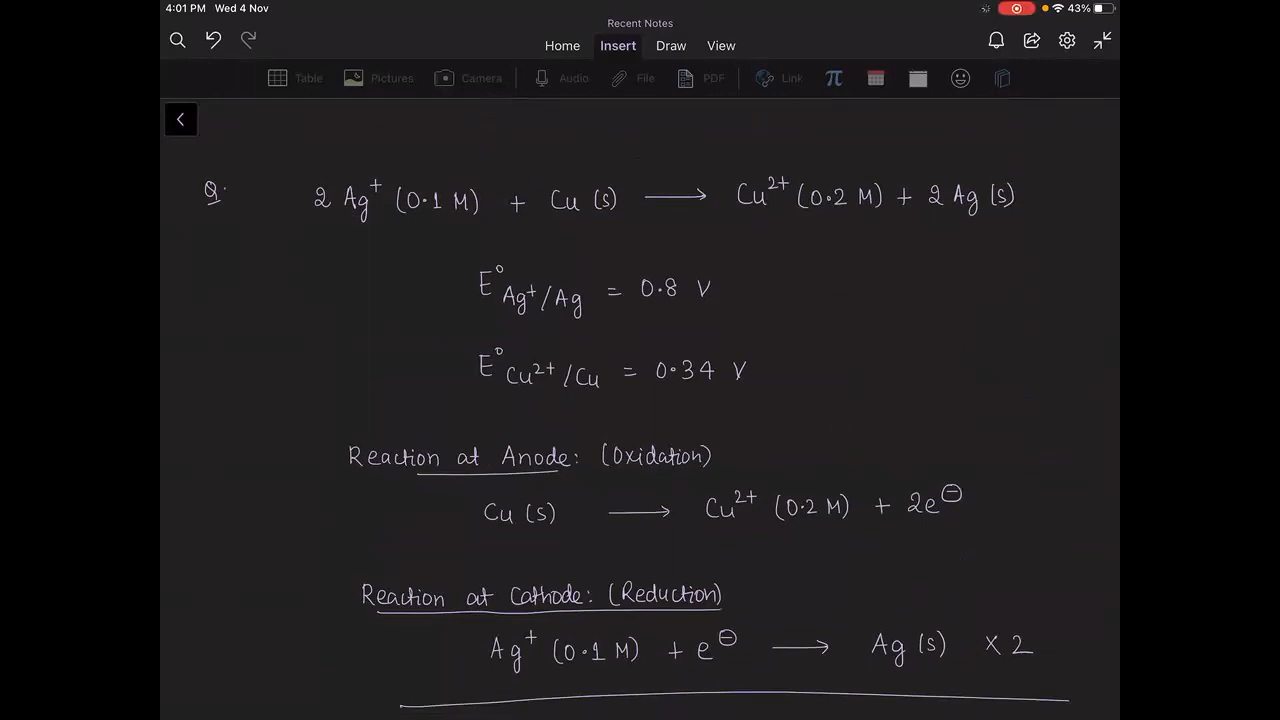 4:01 PM Wed 4 Nov 43%
Recent Notes
Home Insert Draw View
Table Pictures Camera Audio File PDF Link π
Q. 2 Ag⁺ (0.1 M) + Cu (s) ⟶ Cu²⁺ (0.2 M) + 2 Ag (s)
E° Ag⁺/Ag = 0.8 V
E° Cu²⁺/Cu = 0.34 V
Reaction at Anode: (Oxidation)
Cu (s) ⟶ Cu²⁺ (0.2 M) + 2e⊖
Reaction at Cathode: (Reduction)
Ag⁺ (0.1 M) + e⊖ ⟶ Ag (s) × 2